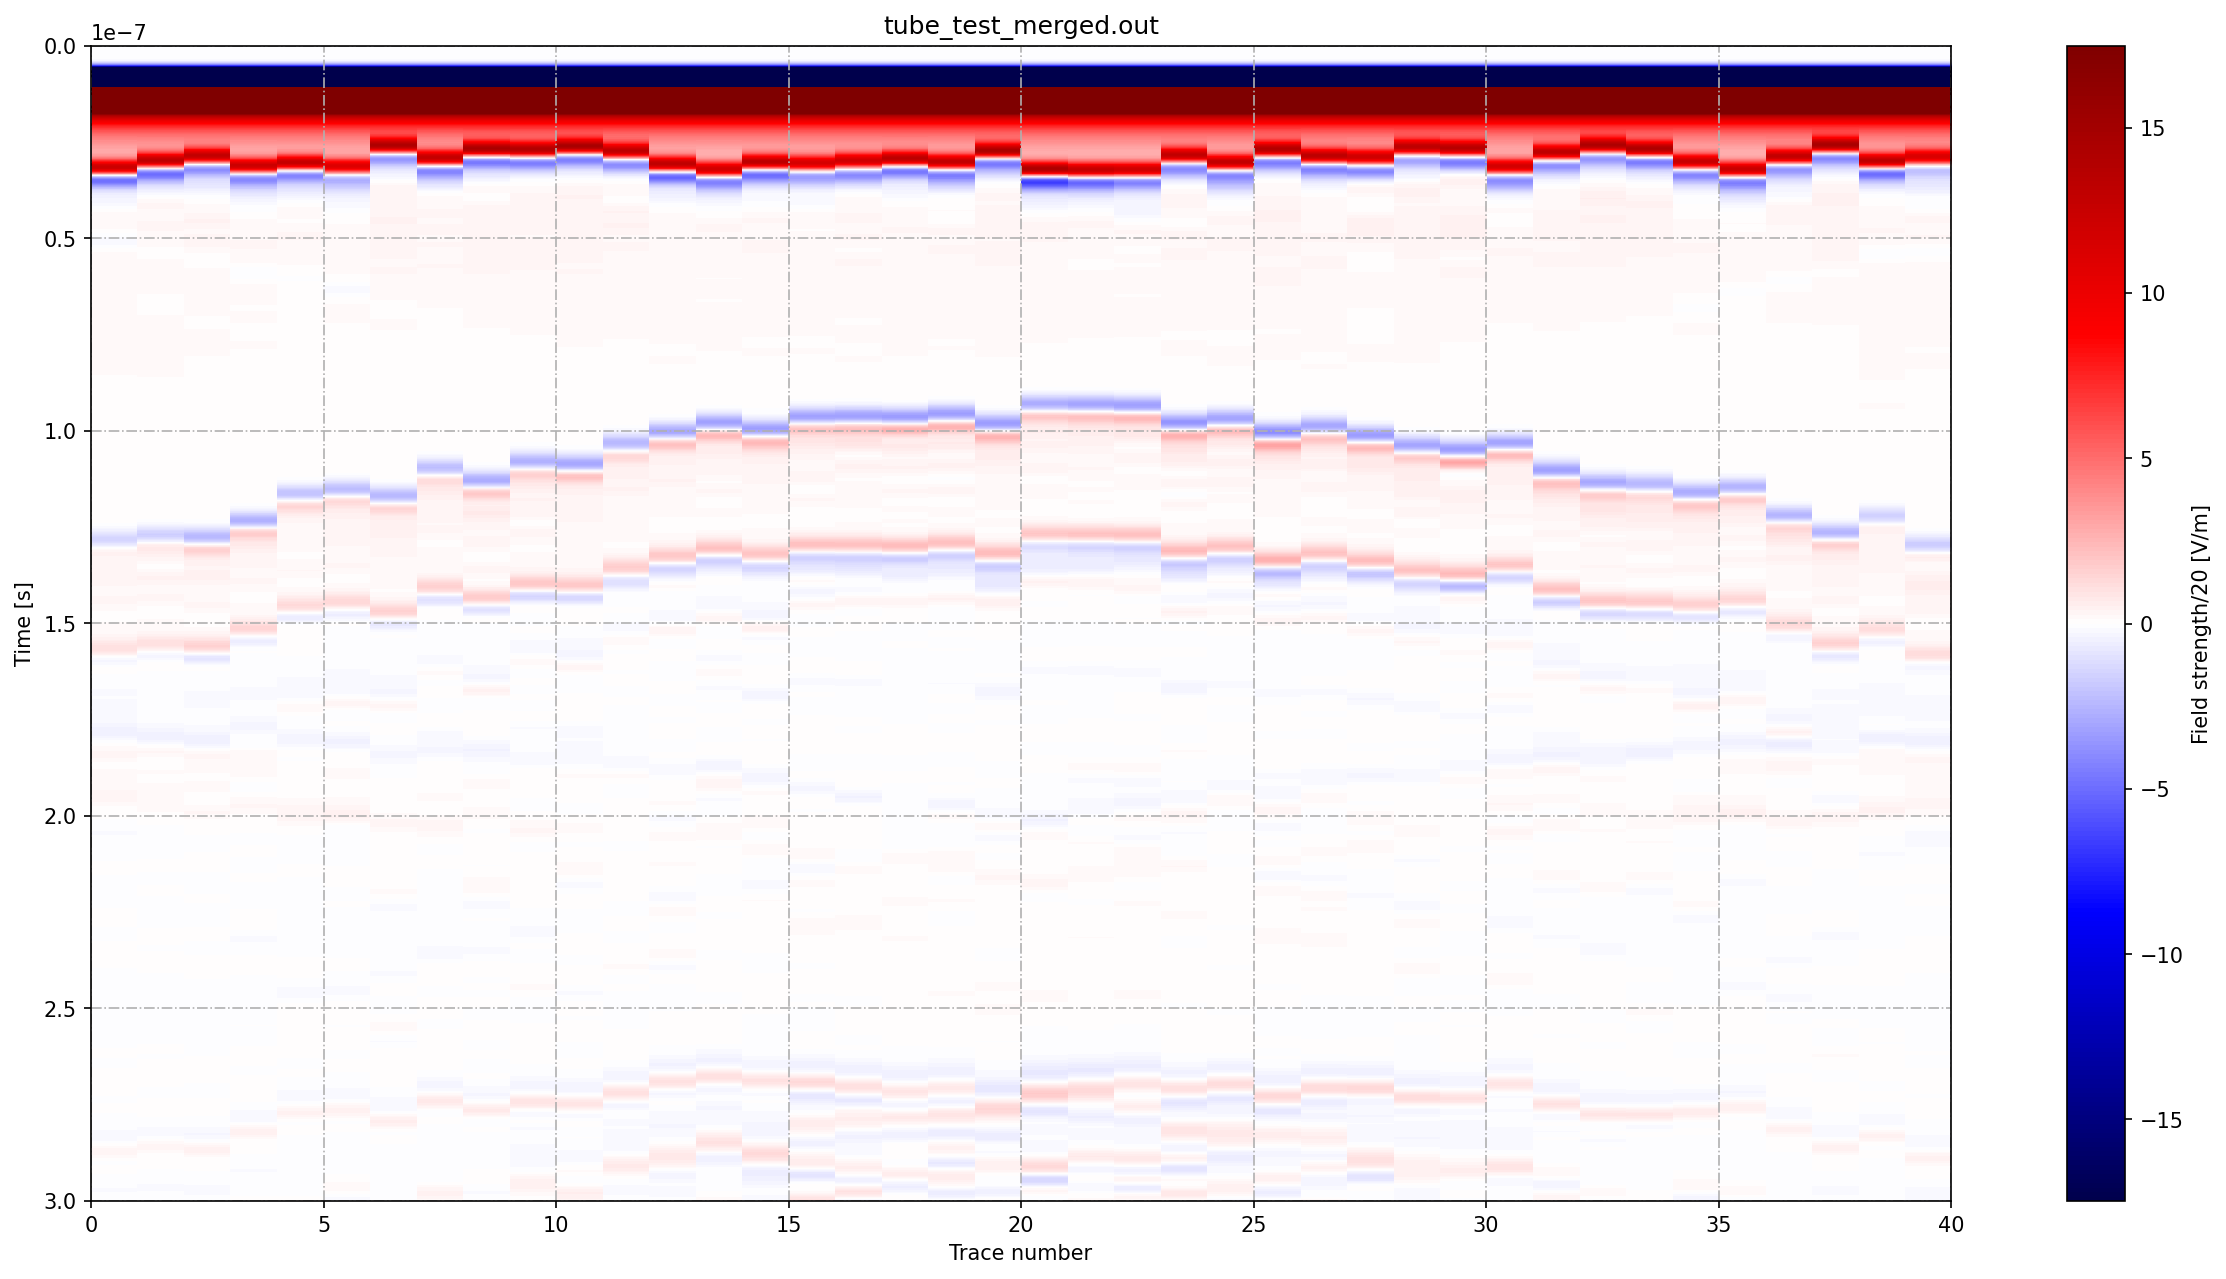 tube_test_merged.out
1e−7
0.0
0.5
1.0
1.5
2.0
2.5
3.0
Time [s]
0 5 10 15 20 25 30 35 40
Trace number
15
10
5
0
−5
−10
−15
Field strength/20 [V/m]